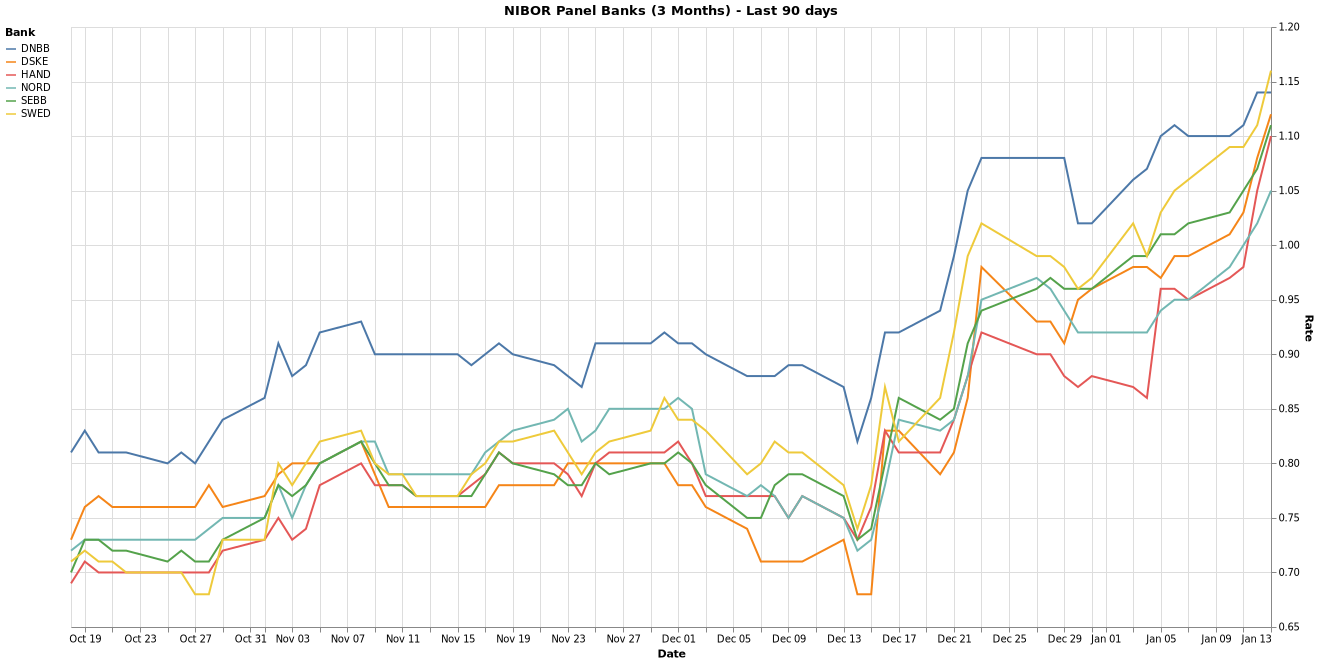 NIBOR Panel Banks (3 Months) - Last 90 days
Bank
DNBB
DSKE
HAND
NORD
SEBB
SWED
1.20
1.15
1.10
1.05
1.00
0.95
0.90
0.85
0.80
0.75
0.70
0.65
Rate
Oct 19 Oct 23 Oct 27 Oct 31 Nov 03 Nov 07 Nov 11 Nov 15 Nov 19 Nov 23 Nov 27 Dec 01 Dec 05 Dec 09 Dec 13 Dec 17 Dec 21 Dec 25 Dec 29 Jan 01 Jan 05 Jan 09 Jan 13
Date